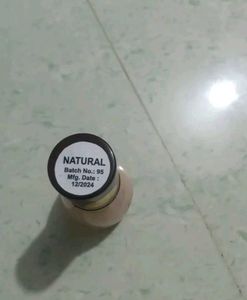 NATURAL
Batch No.: 95
Mfg. Date :
12/2024